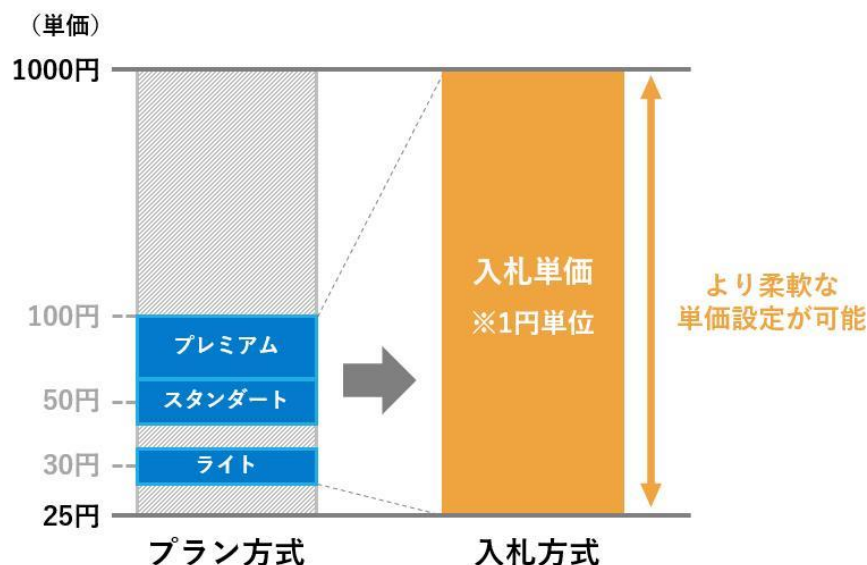 （単価）
1000円
100円
プレミアム
50円
スタンダート
30円
ライト
25円
プラン方式
入札単価
※1円単位
入札方式
より柔軟な
単価設定が可能